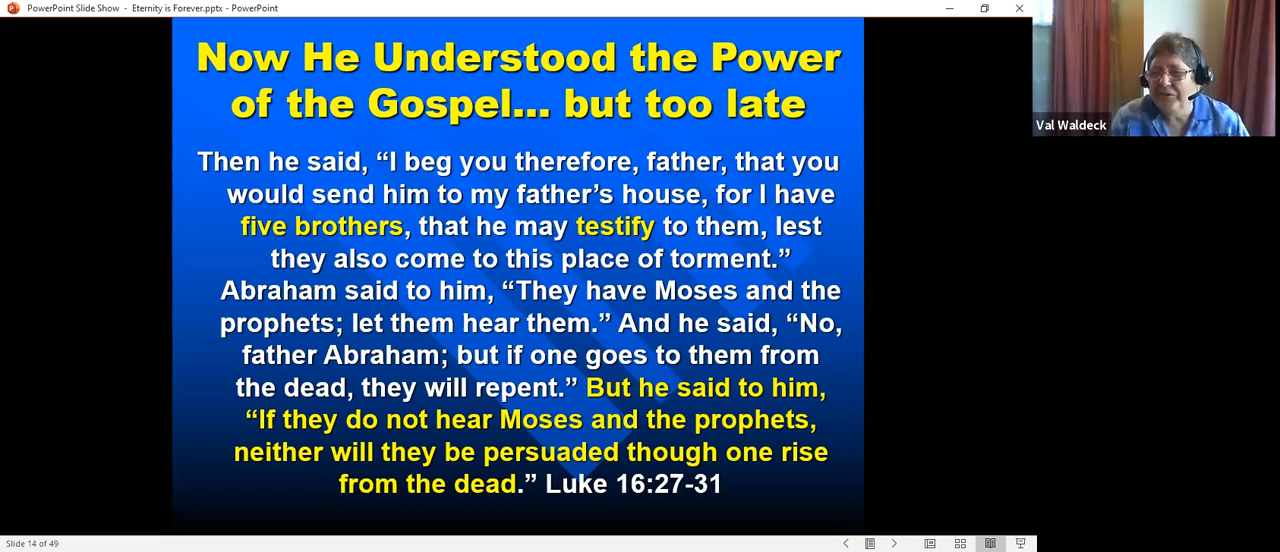 PowerPoint Slide Show - Eternity is Forever.pptx - PowerPoint
Now He Understood the Power
of the Gospel... but too late
Then he said, “I beg you therefore, father, that you
would send him to my father’s house, for I have
five brothers, that he may testify to them, lest
they also come to this place of torment.”
Abraham said to him, “They have Moses and the
prophets; let them hear them.” And he said, “No,
father Abraham; but if one goes to them from
the dead, they will repent.” But he said to him,
“If they do not hear Moses and the prophets,
neither will they be persuaded though one rise
from the dead.” Luke 16:27-31
Val Waldeck
Slide 14 of 49